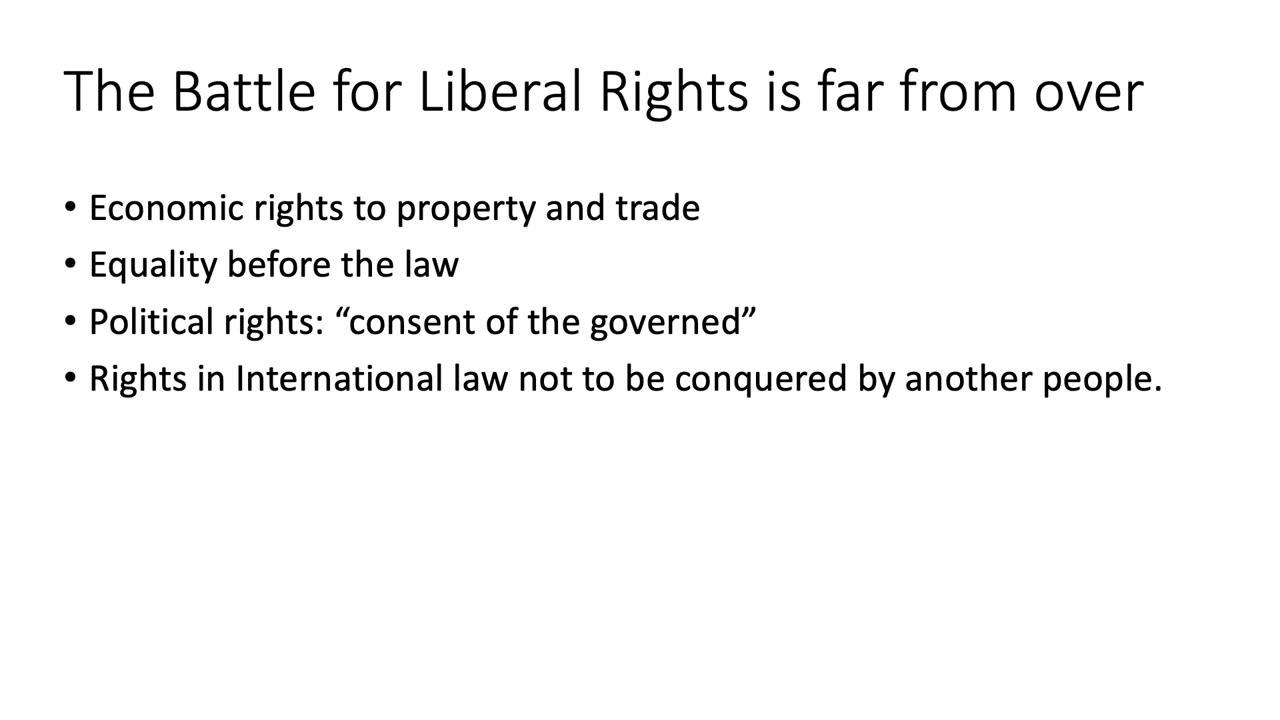 The Battle for Liberal Rights is far from over
• Economic rights to property and trade
• Equality before the law
• Political rights: “consent of the governed”
• Rights in International law not to be conquered by another people.